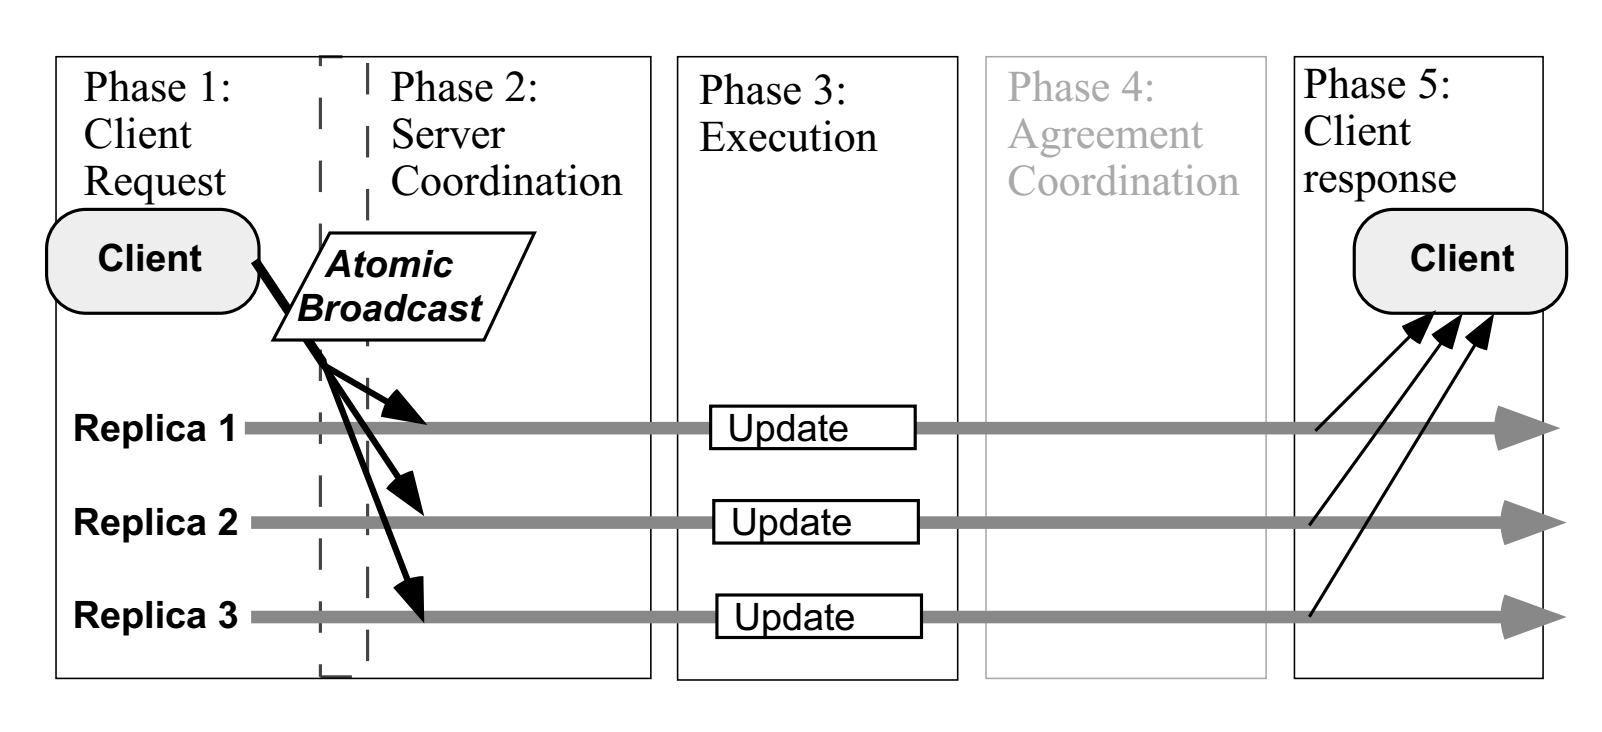 Phase 1:
Client
Request
Phase 2:
Server
Coordination
Phase 3:
Execution
Phase 4:
Agreement
Coordination
Phase 5:
Client
response
Client
Atomic
Broadcast
Client
Replica 1
Update
Replica 2
Update
Replica 3
Update